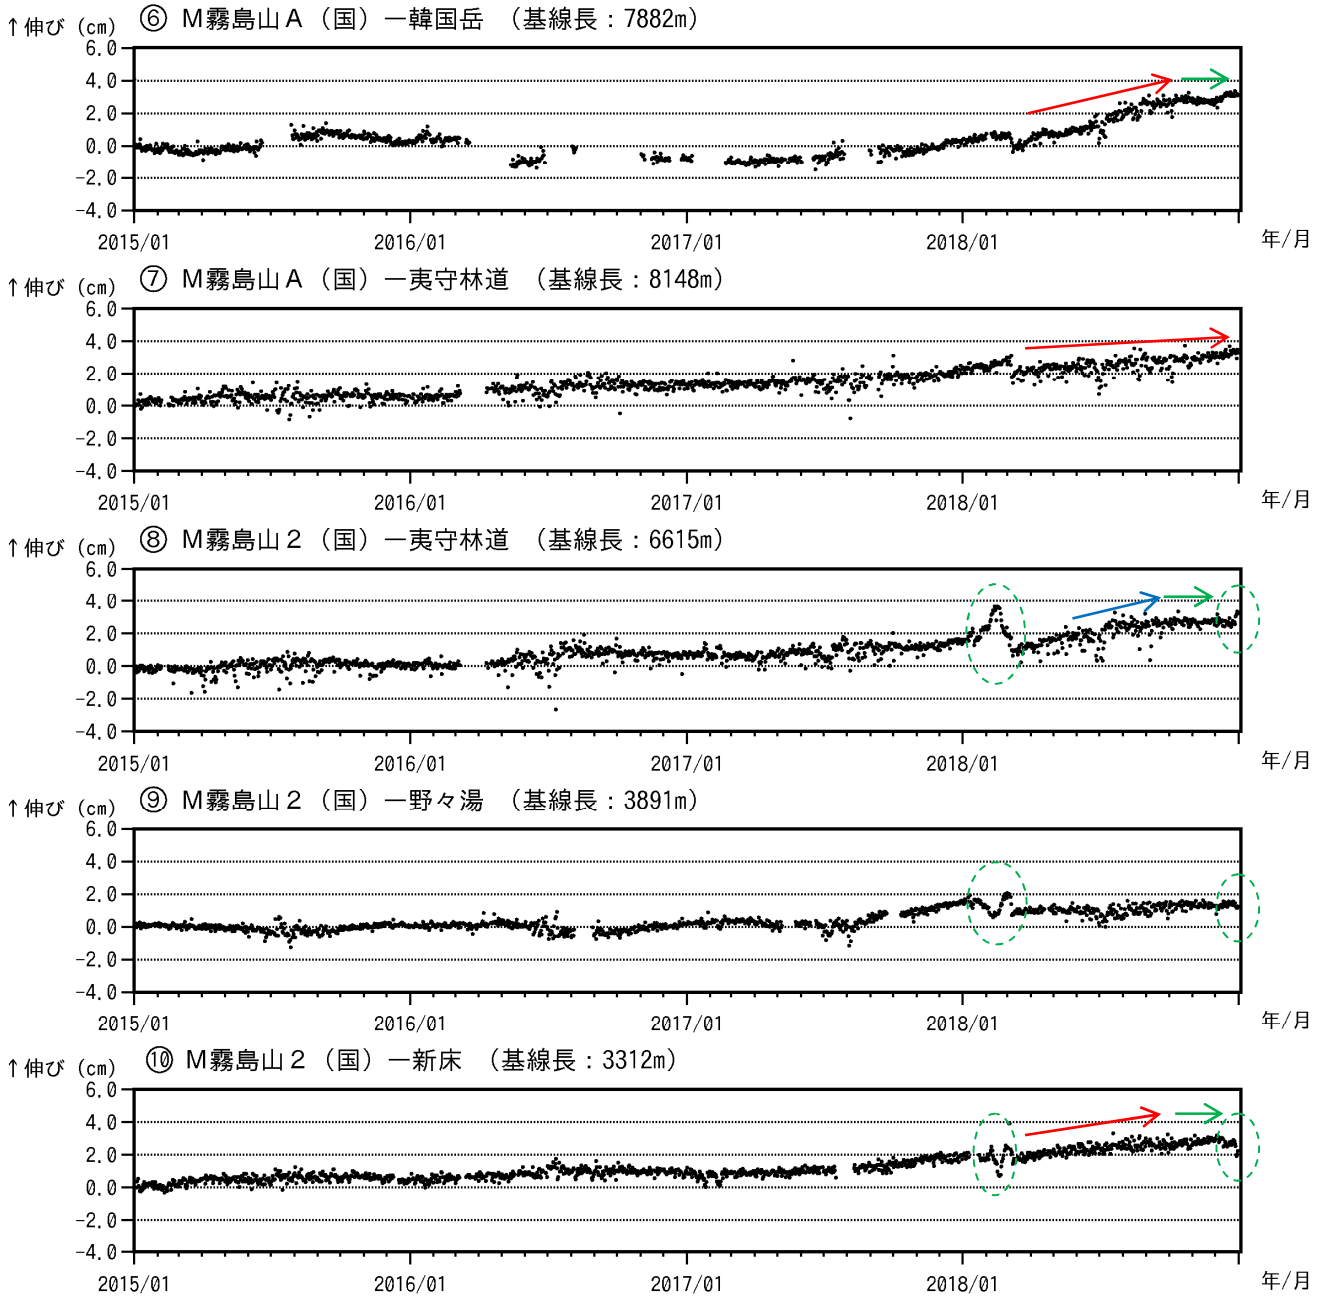 ⑥ M霧島山A(国)―韓国岳 (基線長:7882m)
↑伸び(cm)
6.0
4.0
2.0
0.0
-2.0
-4.0
2015/01 2016/01 2017/01 2018/01 年/月
⑦ M霧島山A(国)―夷守林道 (基線長:8148m)
↑伸び(cm)
6.0
4.0
2.0
0.0
-2.0
-4.0
2015/01 2016/01 2017/01 2018/01 年/月
⑧ M霧島山2(国)―夷守林道 (基線長:6615m)
↑伸び(cm)
6.0
4.0
2.0
0.0
-2.0
-4.0
2015/01 2016/01 2017/01 2018/01 年/月
⑨ M霧島山2(国)―野々湯 (基線長:3891m)
↑伸び(cm)
6.0
4.0
2.0
0.0
-2.0
-4.0
2015/01 2016/01 2017/01 2018/01 年/月
⑩ M霧島山2(国)―新床 (基線長:3312m)
↑伸び(cm)
6.0
4.0
2.0
0.0
-2.0
-4.0
2015/01 2016/01 2017/01 2018/01 年/月